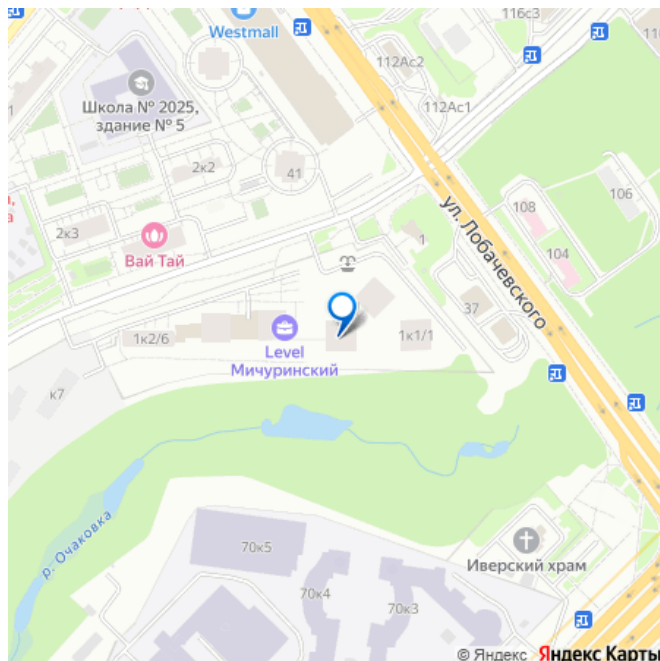 Westmall
116с3
112Ас2
Школа № 2025,
здание № 5
112Ас1
2к2
41
106
108
ул. Лобачевского
2к3
Вай Тай
1
104
37
1к2/6
Level
Мичуринский
1к1/1
к7
р. Очаковка
70к5
Иверский храм
70к4
70к3
© Яндекс Яндекс Карты